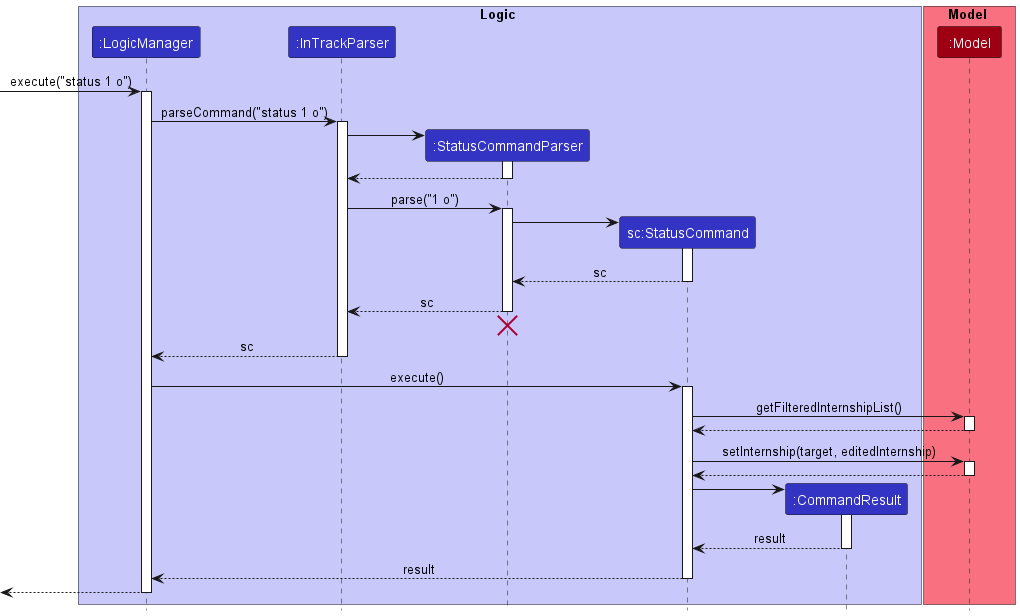 Logic
Model
:LogicManager
:InTrackParser
:Model
execute("status 1 o")
parseCommand("status 1 o")
:StatusCommandParser
parse("1 o")
sc:StatusCommand
sc
sc
sc
execute()
getFilteredInternshipList()
setInternship(target, editedInternship)
:CommandResult
result
result